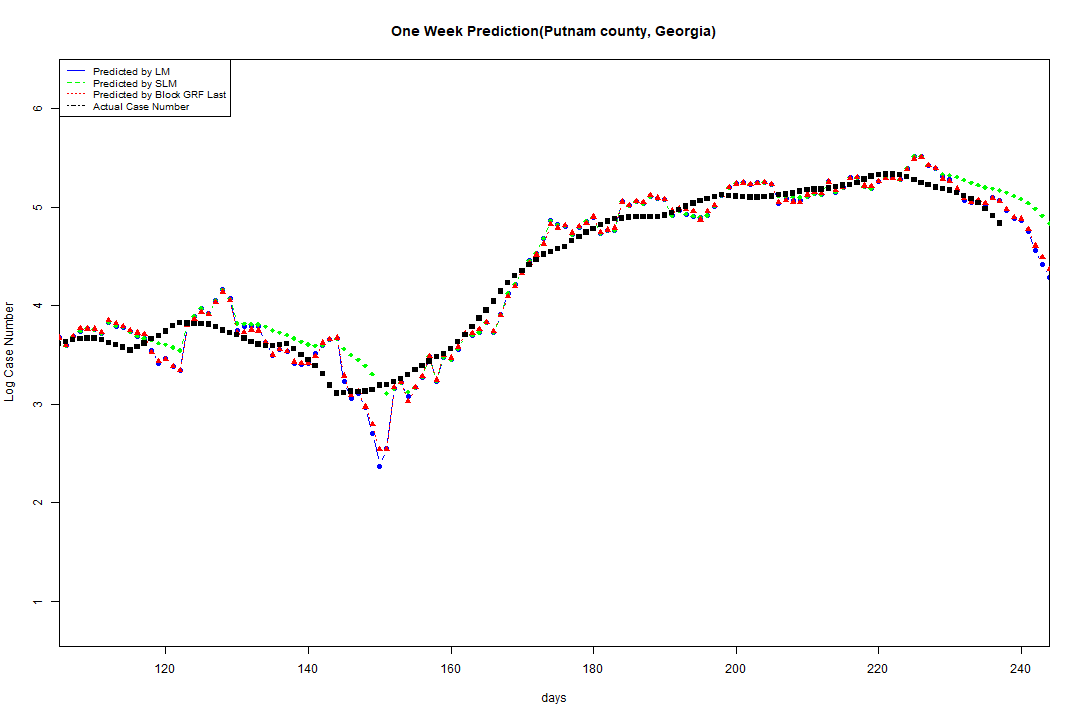 One Week Prediction(Putnam county, Georgia)
Predicted by LM
Predicted by SLM
Predicted by Block GRF Last
Actual Case Number
6
5
4
3
2
1
Log Case Number
120 140 160 180 200 220 240
days